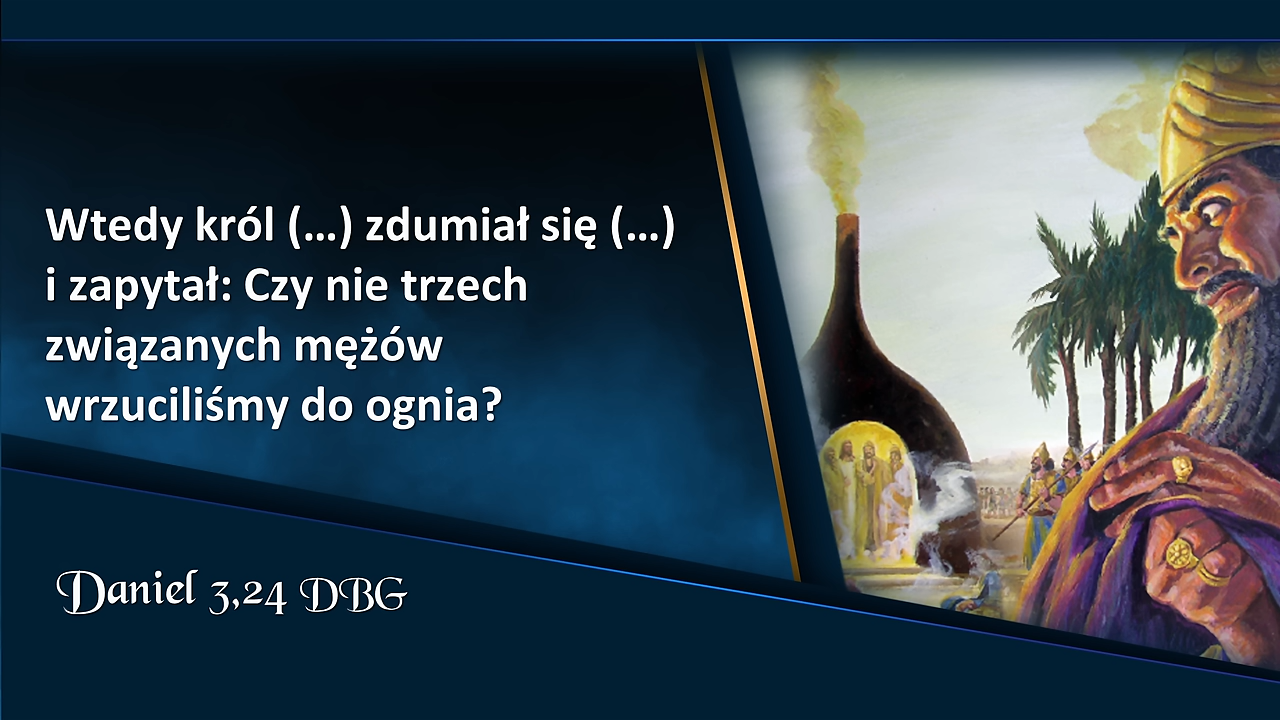 Wtedy król (...) zdumiał się (...)
i zapytał: Czy nie trzech
związanych mężów
wrzuciliśmy do ognia?
Daniel 3,24 DBG